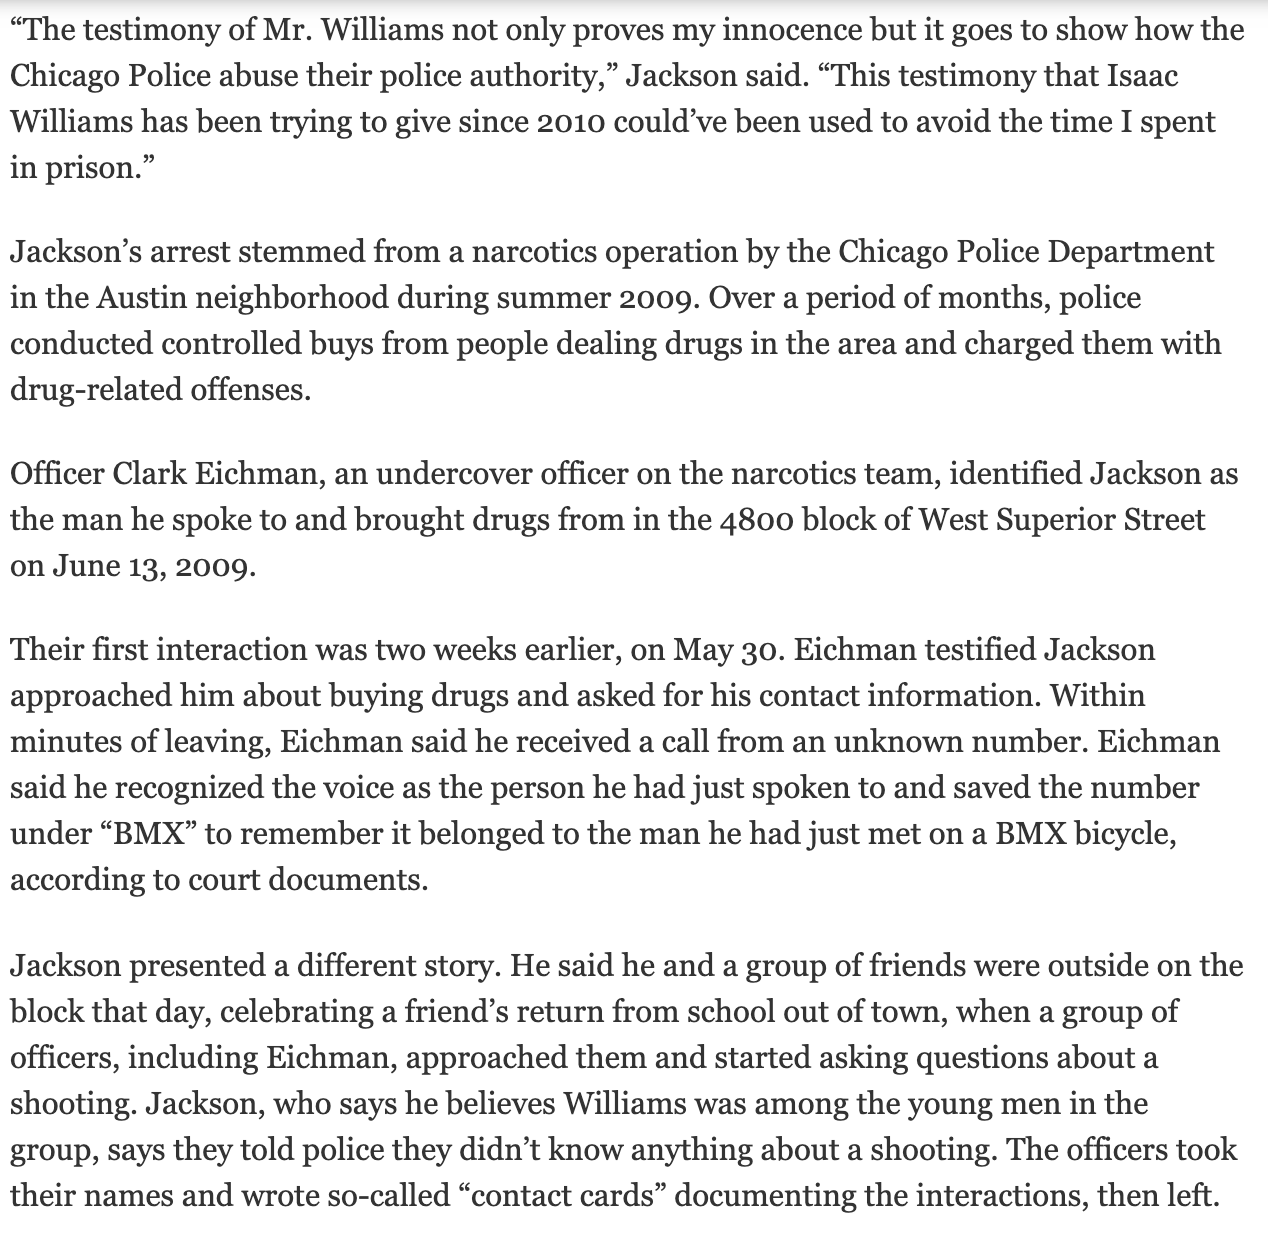 “The testimony of Mr. Williams not only proves my innocence but it goes to show how the
Chicago Police abuse their police authority,” Jackson said. “This testimony that Isaac
Williams has been trying to give since 2010 could’ve been used to avoid the time I spent
in prison.”
Jackson’s arrest stemmed from a narcotics operation by the Chicago Police Department
in the Austin neighborhood during summer 2009. Over a period of months, police
conducted controlled buys from people dealing drugs in the area and charged them with
drug-related offenses.
Officer Clark Eichman, an undercover officer on the narcotics team, identified Jackson as
the man he spoke to and brought drugs from in the 4800 block of West Superior Street
on June 13, 2009.
Their first interaction was two weeks earlier, on May 30. Eichman testified Jackson
approached him about buying drugs and asked for his contact information. Within
minutes of leaving, Eichman said he received a call from an unknown number. Eichman
said he recognized the voice as the person he had just spoken to and saved the number
under “BMX” to remember it belonged to the man he had just met on a BMX bicycle,
according to court documents.
Jackson presented a different story. He said he and a group of friends were outside on the
block that day, celebrating a friend’s return from school out of town, when a group of
officers, including Eichman, approached them and started asking questions about a
shooting. Jackson, who says he believes Williams was among the young men in the
group, says they told police they didn’t know anything about a shooting. The officers took
their names and wrote so-called “contact cards” documenting the interactions, then left.